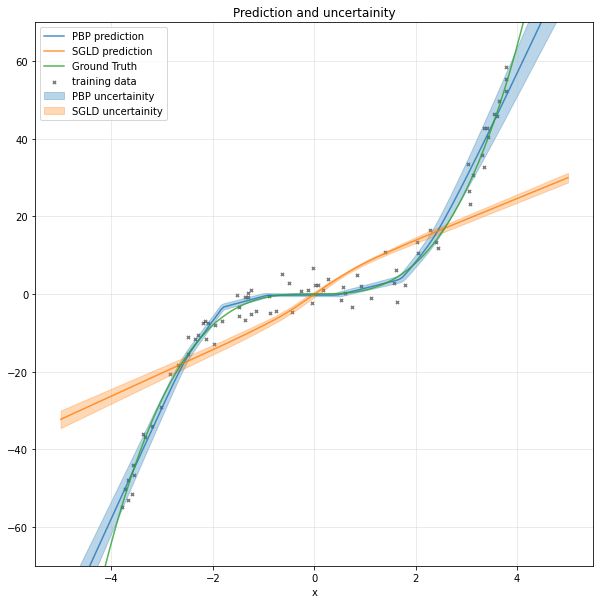 Prediction and uncertainity
PBP prediction
SGLD prediction
Ground Truth
training data
PBP uncertainity
SGLD uncertainity
60
40
20
0
−20
−40
−60
−4
−2
0
2
4
x